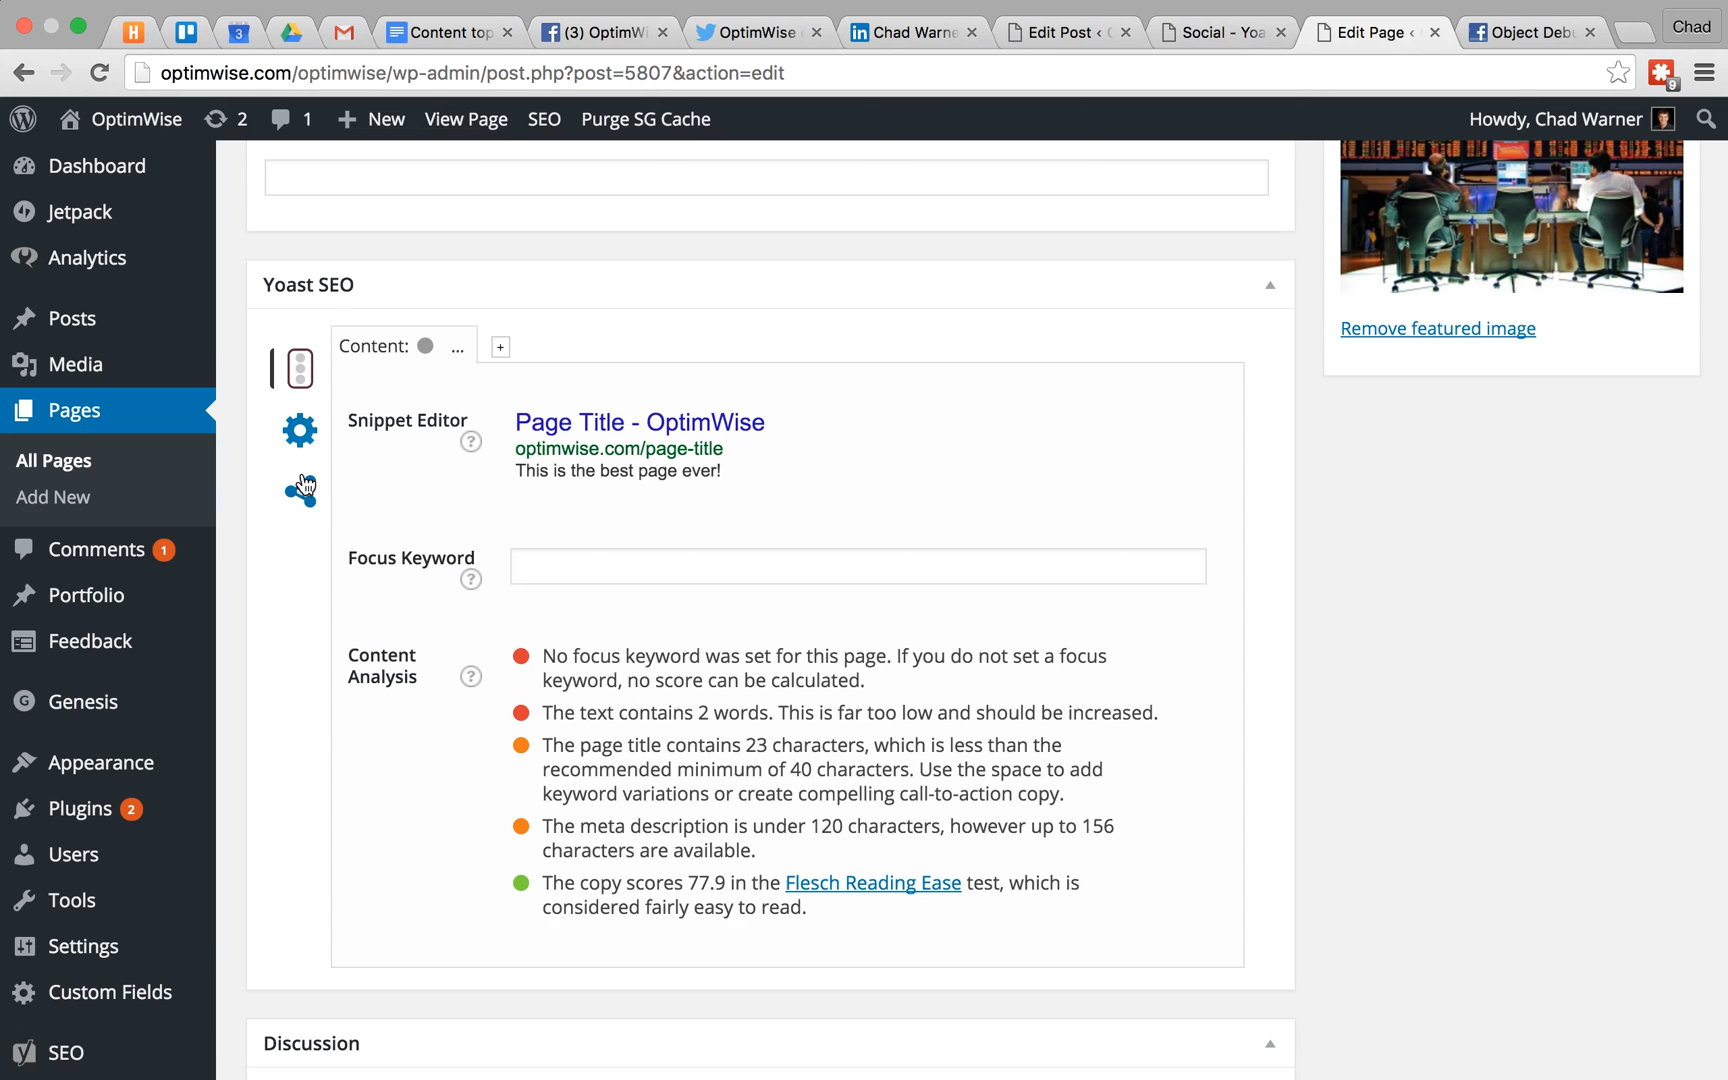 Content top
(3) OptimWi
OptimWise
Chad Warne
Edit Post ‹
Social - Yoa
Edit Page ‹
Object Debu
Chad
optimwise.com/optimwise/wp-admin/post.php?post=5807&action=edit
9
OptimWise
2
1
New
View Page
SEO
Purge SG Cache
Howdy, Chad Warner
Dashboard
Jetpack
Analytics
Posts
Media
Pages
All Pages
Add New
Comments 1
Portfolio
Feedback
Genesis
Appearance
Plugins 2
Users
Tools
Settings
Custom Fields
SEO
Yoast SEO
Content: ...
+
Snippet Editor
?
Page Title - OptimWise
optimwise.com/page-title
This is the best page ever!
Focus Keyword
?
Content
Analysis
?
No focus keyword was set for this page. If you do not set a focus
keyword, no score can be calculated.
The text contains 2 words. This is far too low and should be increased.
The page title contains 23 characters, which is less than the
recommended minimum of 40 characters. Use the space to add
keyword variations or create compelling call-to-action copy.
The meta description is under 120 characters, however up to 156
characters are available.
The copy scores 77.9 in the Flesch Reading Ease test, which is
considered fairly easy to read.
Discussion
Remove featured image